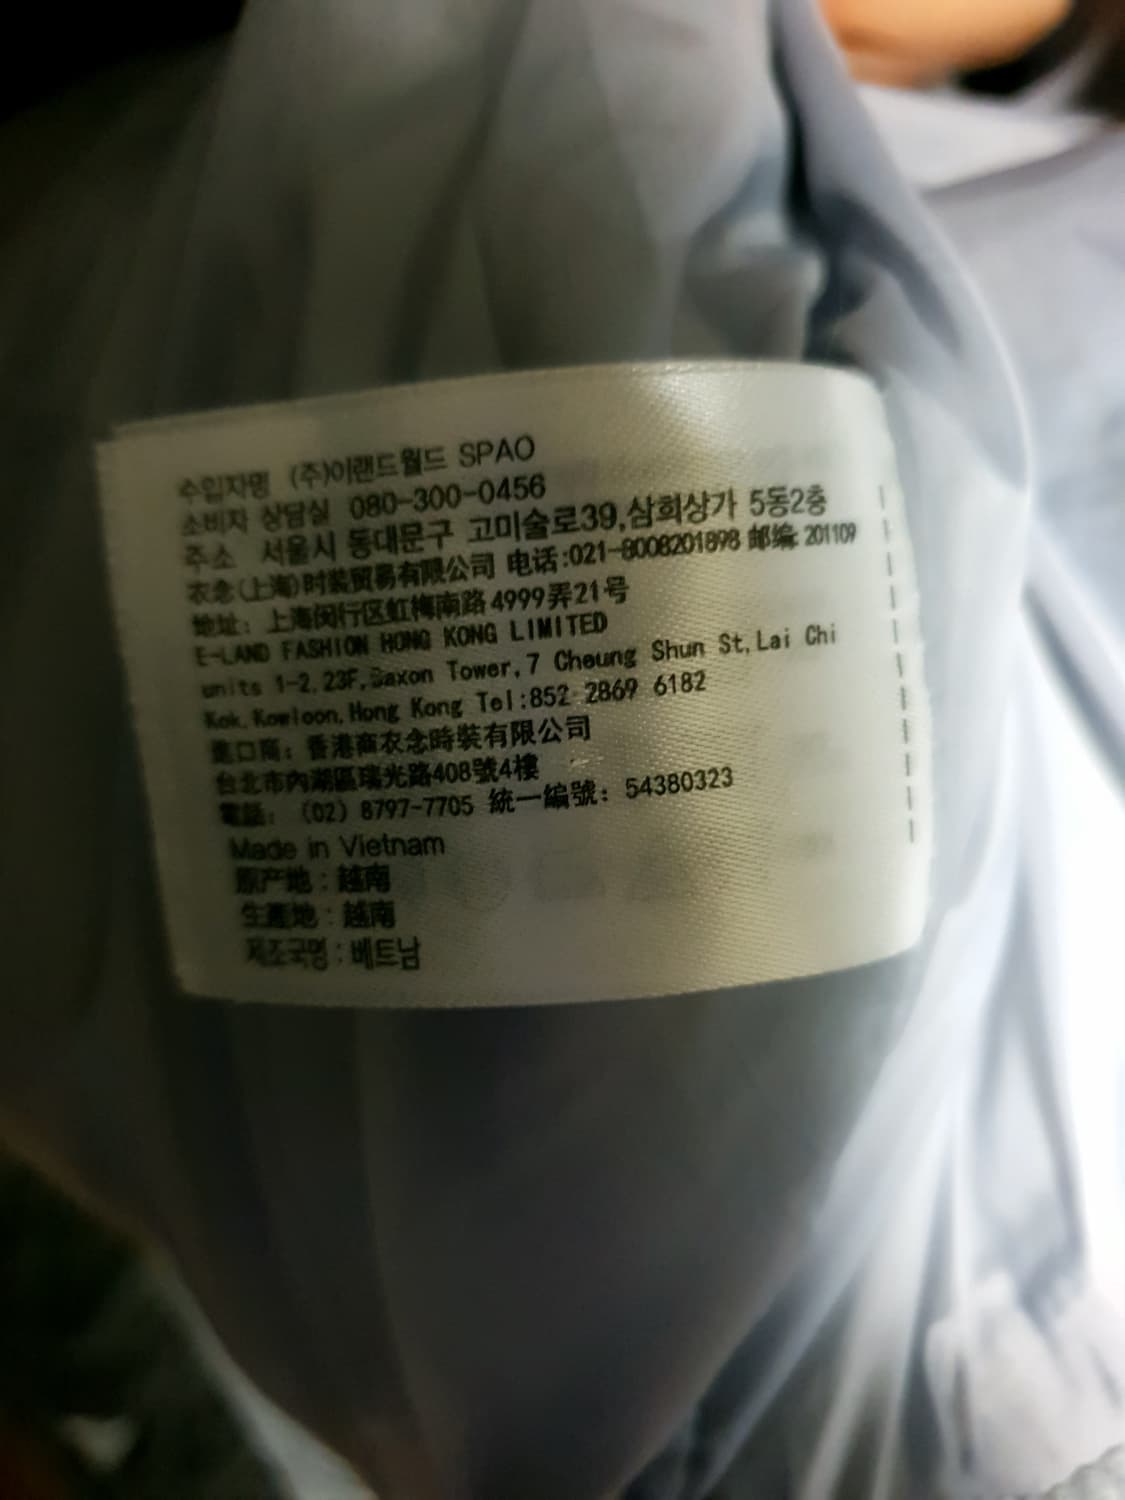 수입자명 (주)이랜드월드 SPAO
소비자 상담실 080-300-0456
주소 서울시 동대문구 고미술로39,삼희상가 5동2층
衣念(上海)时装贸易有限公司 电话:021-8008201898 邮编:201109
地址: 上海闵行区虹梅南路4999弄21号
E-LAND FASHION HONG KONG LIMITED
units 1-2,23F,Saxon Tower,7 Cheung Shun St,Lai Chi
Kok,Kowloon,Hong Kong Tel:852 2869 6182
進口商: 香港商衣念時裝有限公司
台北市內湖區瑞光路408號4樓
電話: (02) 8797-7705 統一編號: 54380323
Made in Vietnam
原产地 : 越南
生產地 : 越南
제조국명 : 베트남